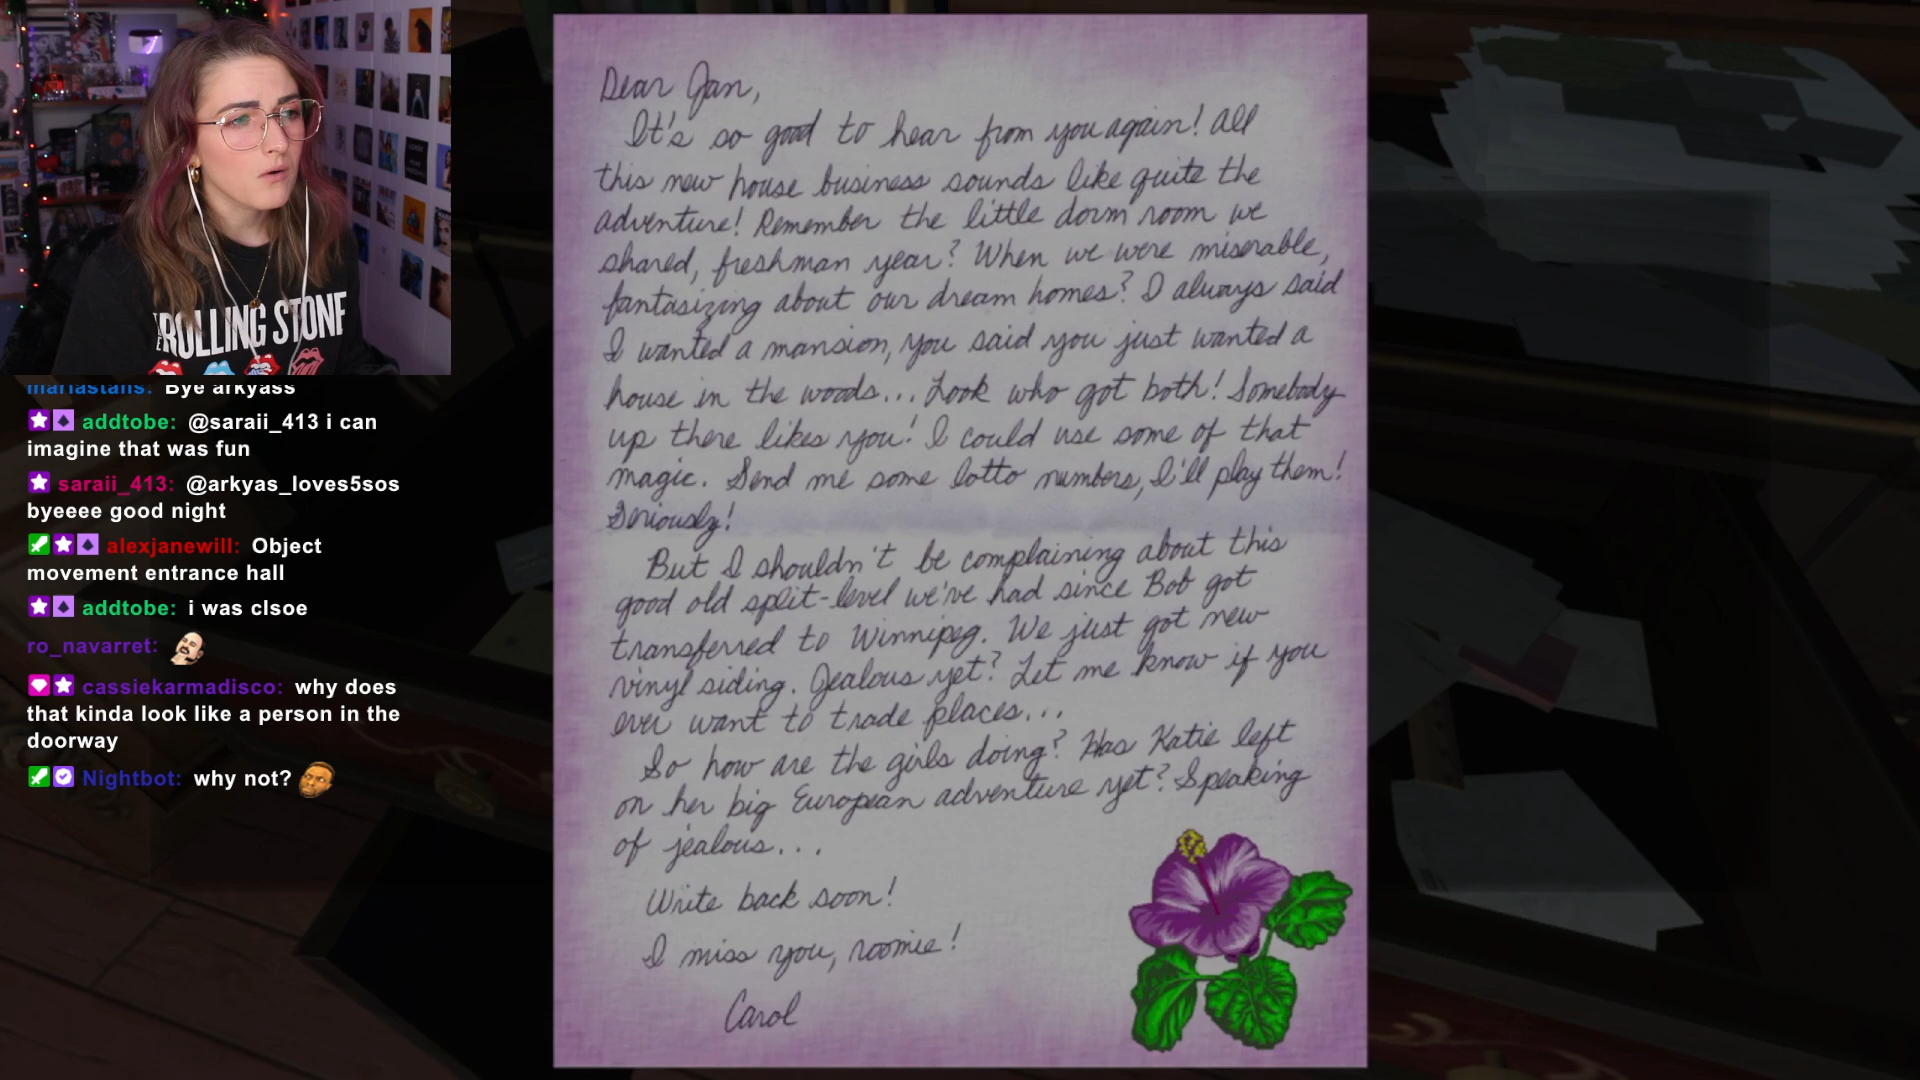 THE ROLLING STONE
mariastans: Bye arkyass
addtobe: @saraii_413 i can
imagine that was fun
saraii_413: @arkyas_loves5sos
byeeee good night
alexjanewill: Object
movement entrance hall
addtobe: i was clsoe
ro_navarret:
cassiekarmadisco: why does
that kinda look like a person in the
doorway
Nightbot: why not?
Dear Jan,
It's so good to hear from you again! All
this new house business sounds like quite the
adventure! Remember the little dorm room we
shared, freshman year? When we were miserable,
fantasizing about our dream homes? I always said
I wanted a mansion, you said you just wanted a
house in the woods... Look who got both! Somebody
up there likes you! I could use some of that
magic. Send me some lotto numbers, I'll play them!
Seriously!
But I shouldn't be complaining about this
good old split-level we've had since Bob got
transferred to Winnipeg. We just got new
vinyl siding. Jealous yet? Let me know if you
ever want to trade places...
So how are the girls doing? Has Katie left
on her big European adventure yet? Speaking
of jealous...
Write back soon!
I miss you, roomie!
Carol